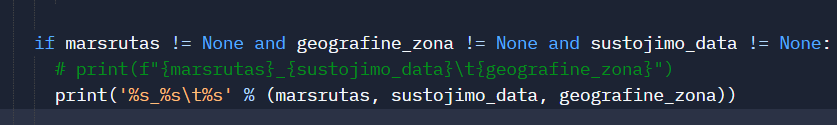 if marsrutas != None and geografine_zona != None and sustojimo_data != None:
# print(f"{marsrutas}_{sustojimo_data}\t{geografine_zona}")
print('%s_%s\t%s' % (marsrutas, sustojimo_data, geografine_zona))